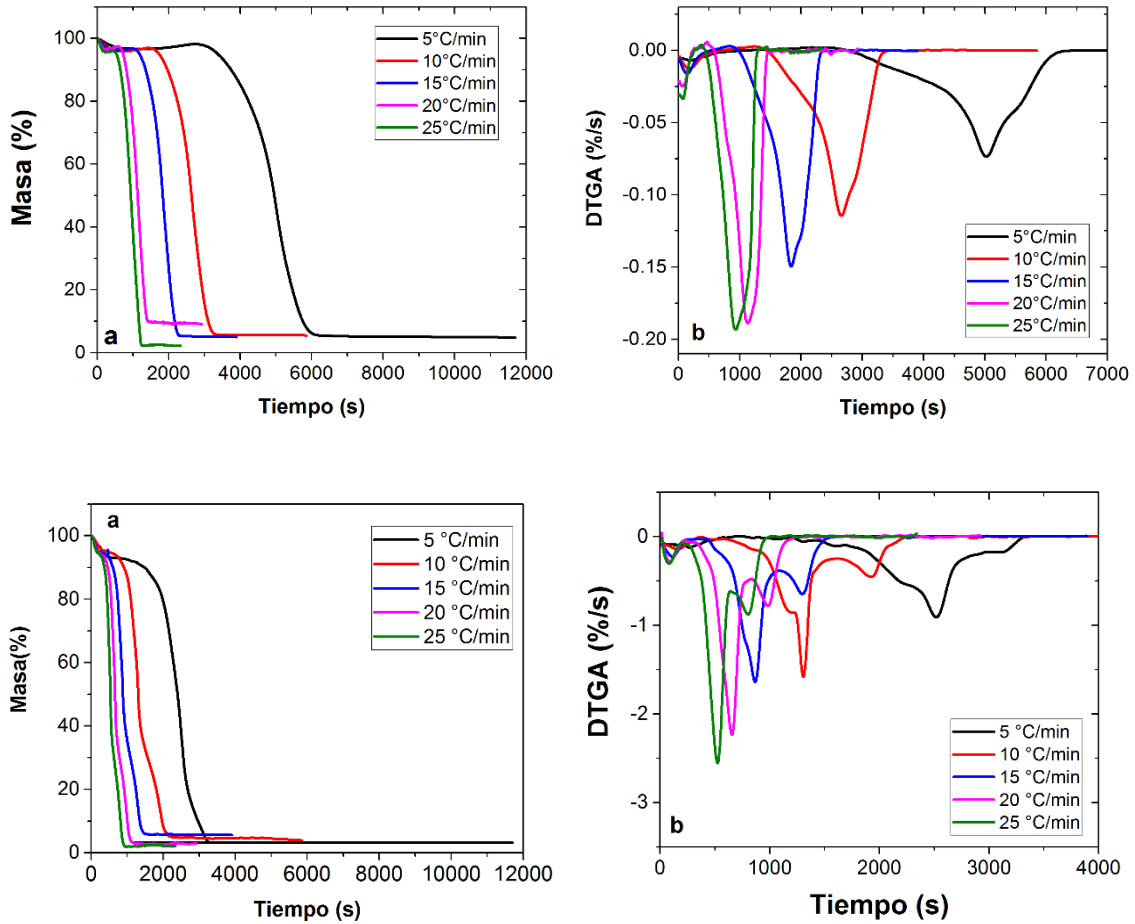 100
80
60
40
20
0
Masa (%)
5°C/min
10°C/min
15°C/min
20°C/min
25°C/min
a
0 2000 4000 6000 8000 10000 12000
Tiempo (s)
0.00
-0.05
-0.10
-0.15
-0.20
DTGA (%/s)
5°C/min
10°C/min
15°C/min
20°C/min
25°C/min
b
0 1000 2000 3000 4000 5000 6000 7000
Tiempo (s)
a
100
80
60
40
20
0
Masa(%)
5 °C/min
10 °C/min
15 °C/min
20 °C/min
25 °C/min
0 2000 4000 6000 8000 10000 12000
Tiempo (s)
0
-1
-2
-3
DTGA (%/s)
5 °C/min
10 °C/min
15 °C/min
20 °C/min
25 °C/min
b
0 1000 2000 3000 4000
Tiempo (s)